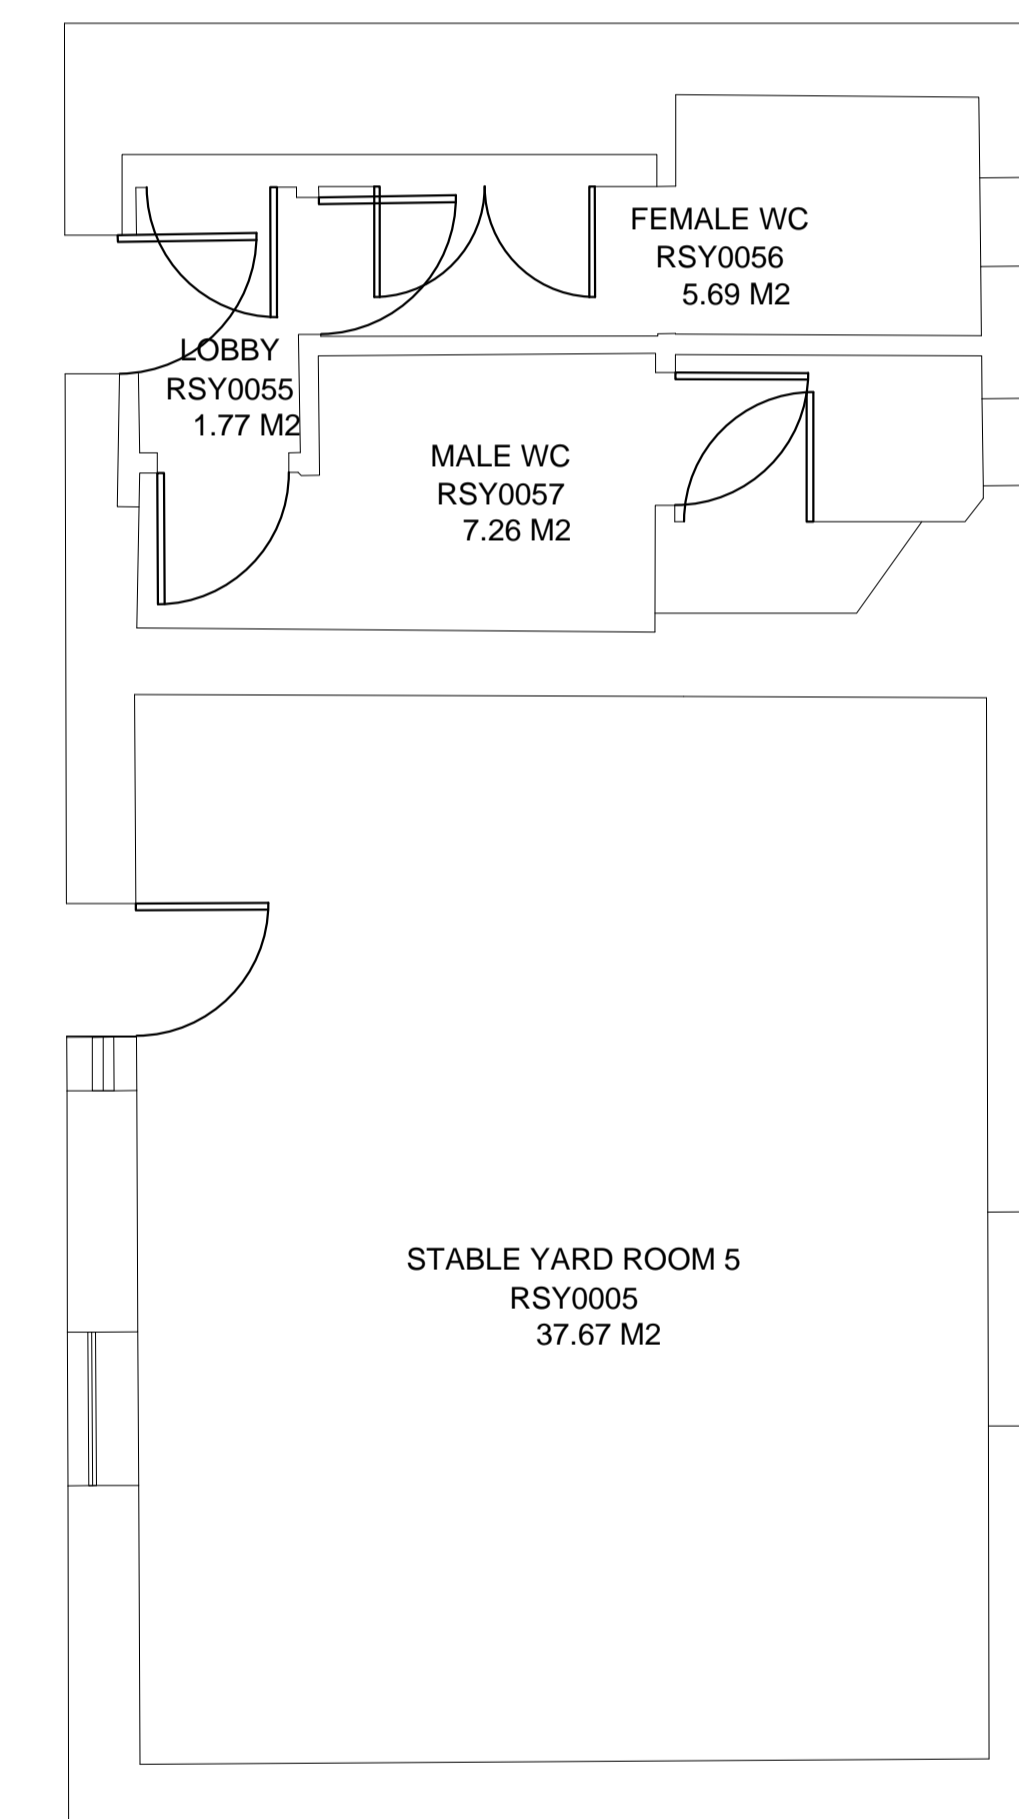 FEMALE WC
RSY0056
5.69 M2
LOBBY
RSY0055
1.77 M2
MALE WC
RSY0057
7.26 M2
STABLE YARD ROOM 5
RSY0005
37.67 M2